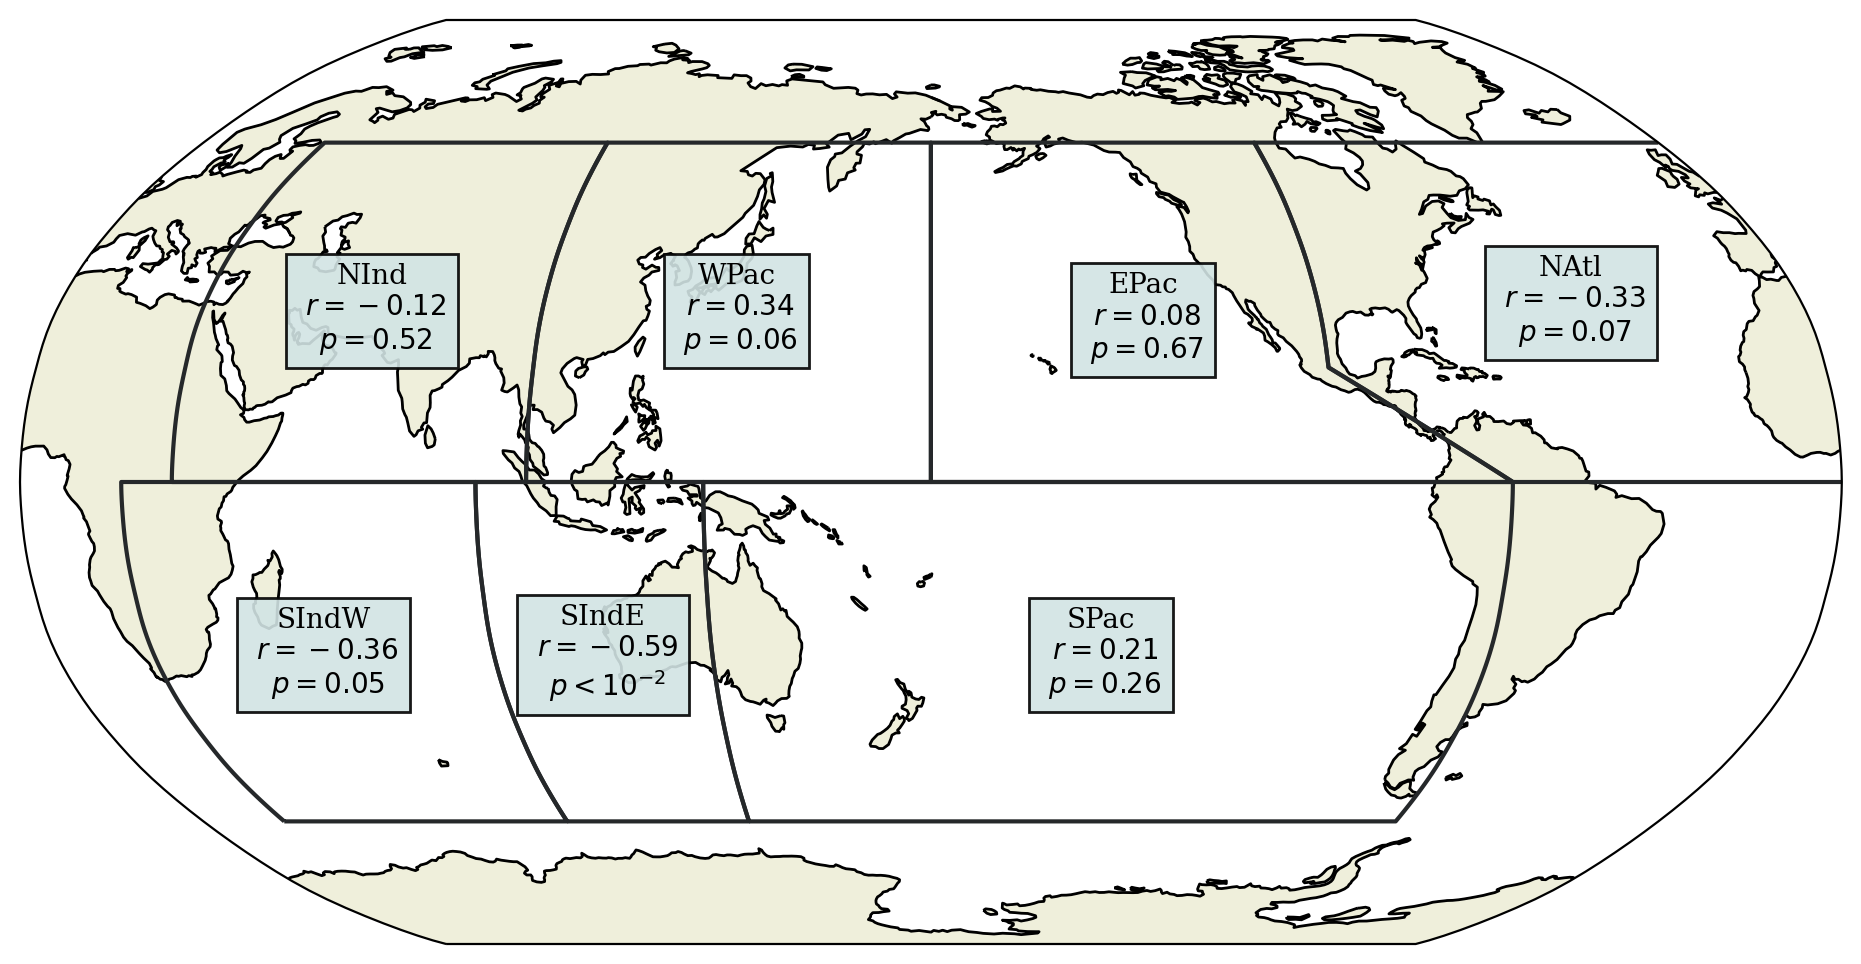 NInd
r = −0.12
p = 0.52
WPac
r = 0.34
p = 0.06
EPac
r = 0.08
p = 0.67
NAtl
r = −0.33
p = 0.07
SIndW
r = −0.36
p = 0.05
SIndE
r = −0.59
p < 10⁻²
SPac
r = 0.21
p = 0.26